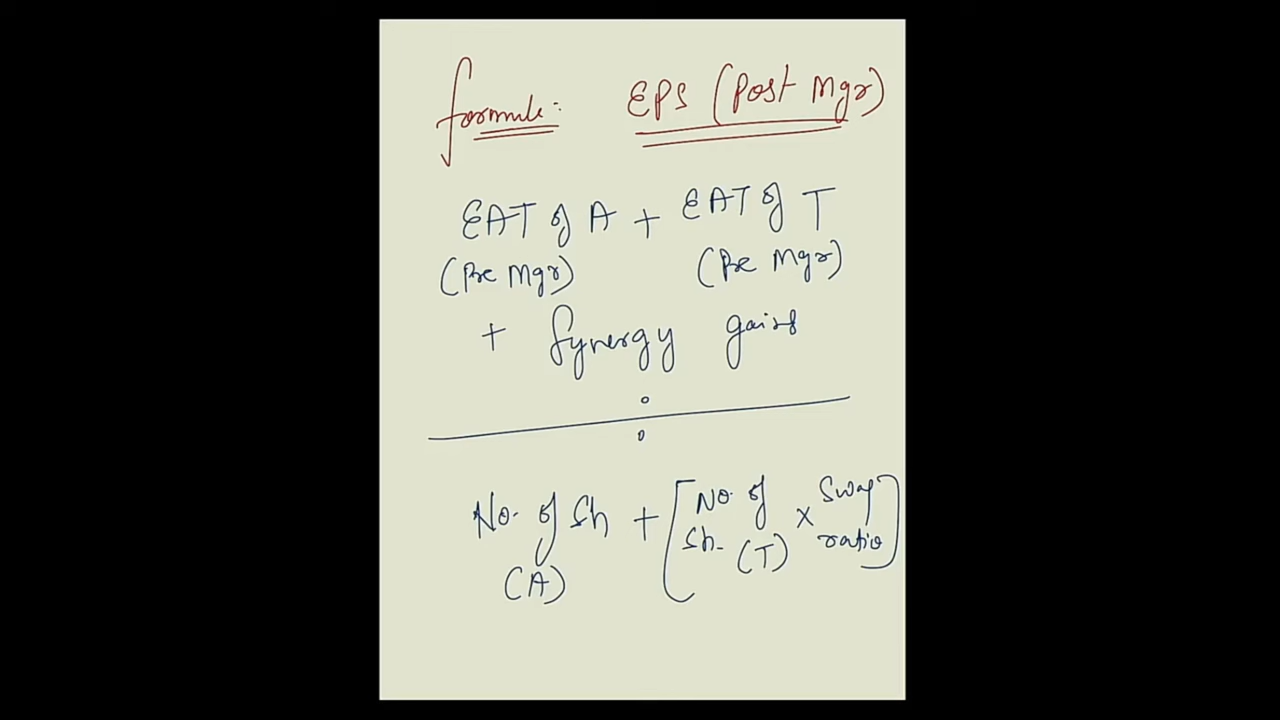 formula: EPS (Post Mgr)
EAT of A + EAT of T
(Pre Mgr) (Pre Mgr)
+ Synergy gains
÷
No. of Sh + [No. of Sh. (T) × Swap ratio]
(A)